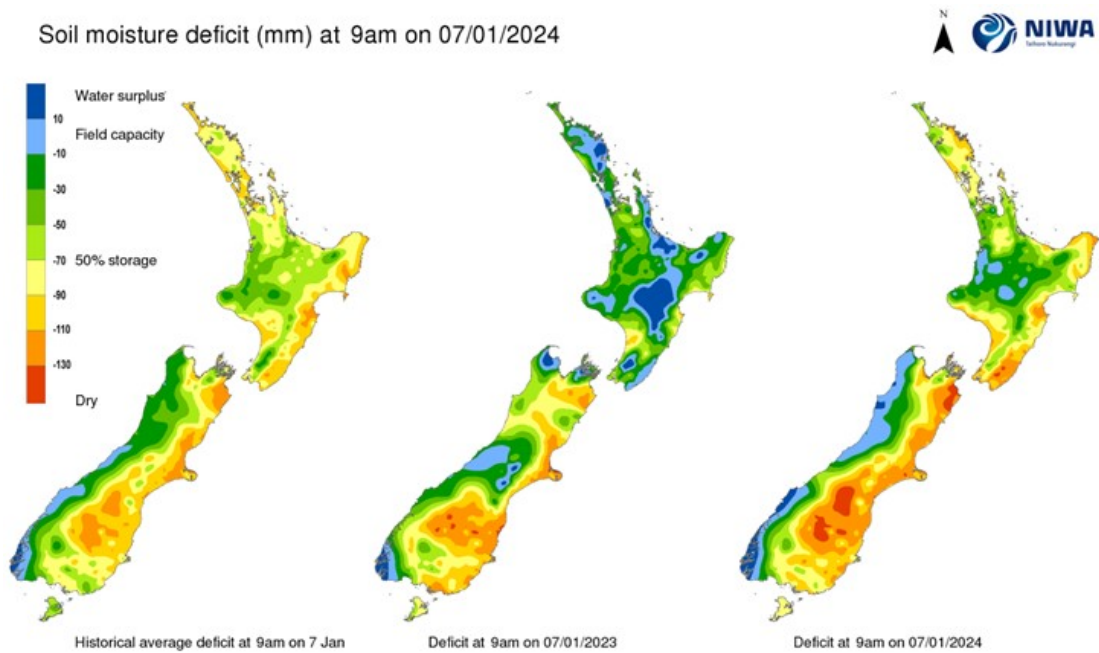 Soil moisture deficit (mm) at 9am on 07/01/2024
N
NIWA
Taihoro Nukurangi
Water surplus
10
Field capacity
-10
-30
-50
-70
50% storage
-90
-110
-130
Dry
Historical average deficit at 9am on 7 Jan
Deficit at 9am on 07/01/2023
Deficit at 9am on 07/01/2024